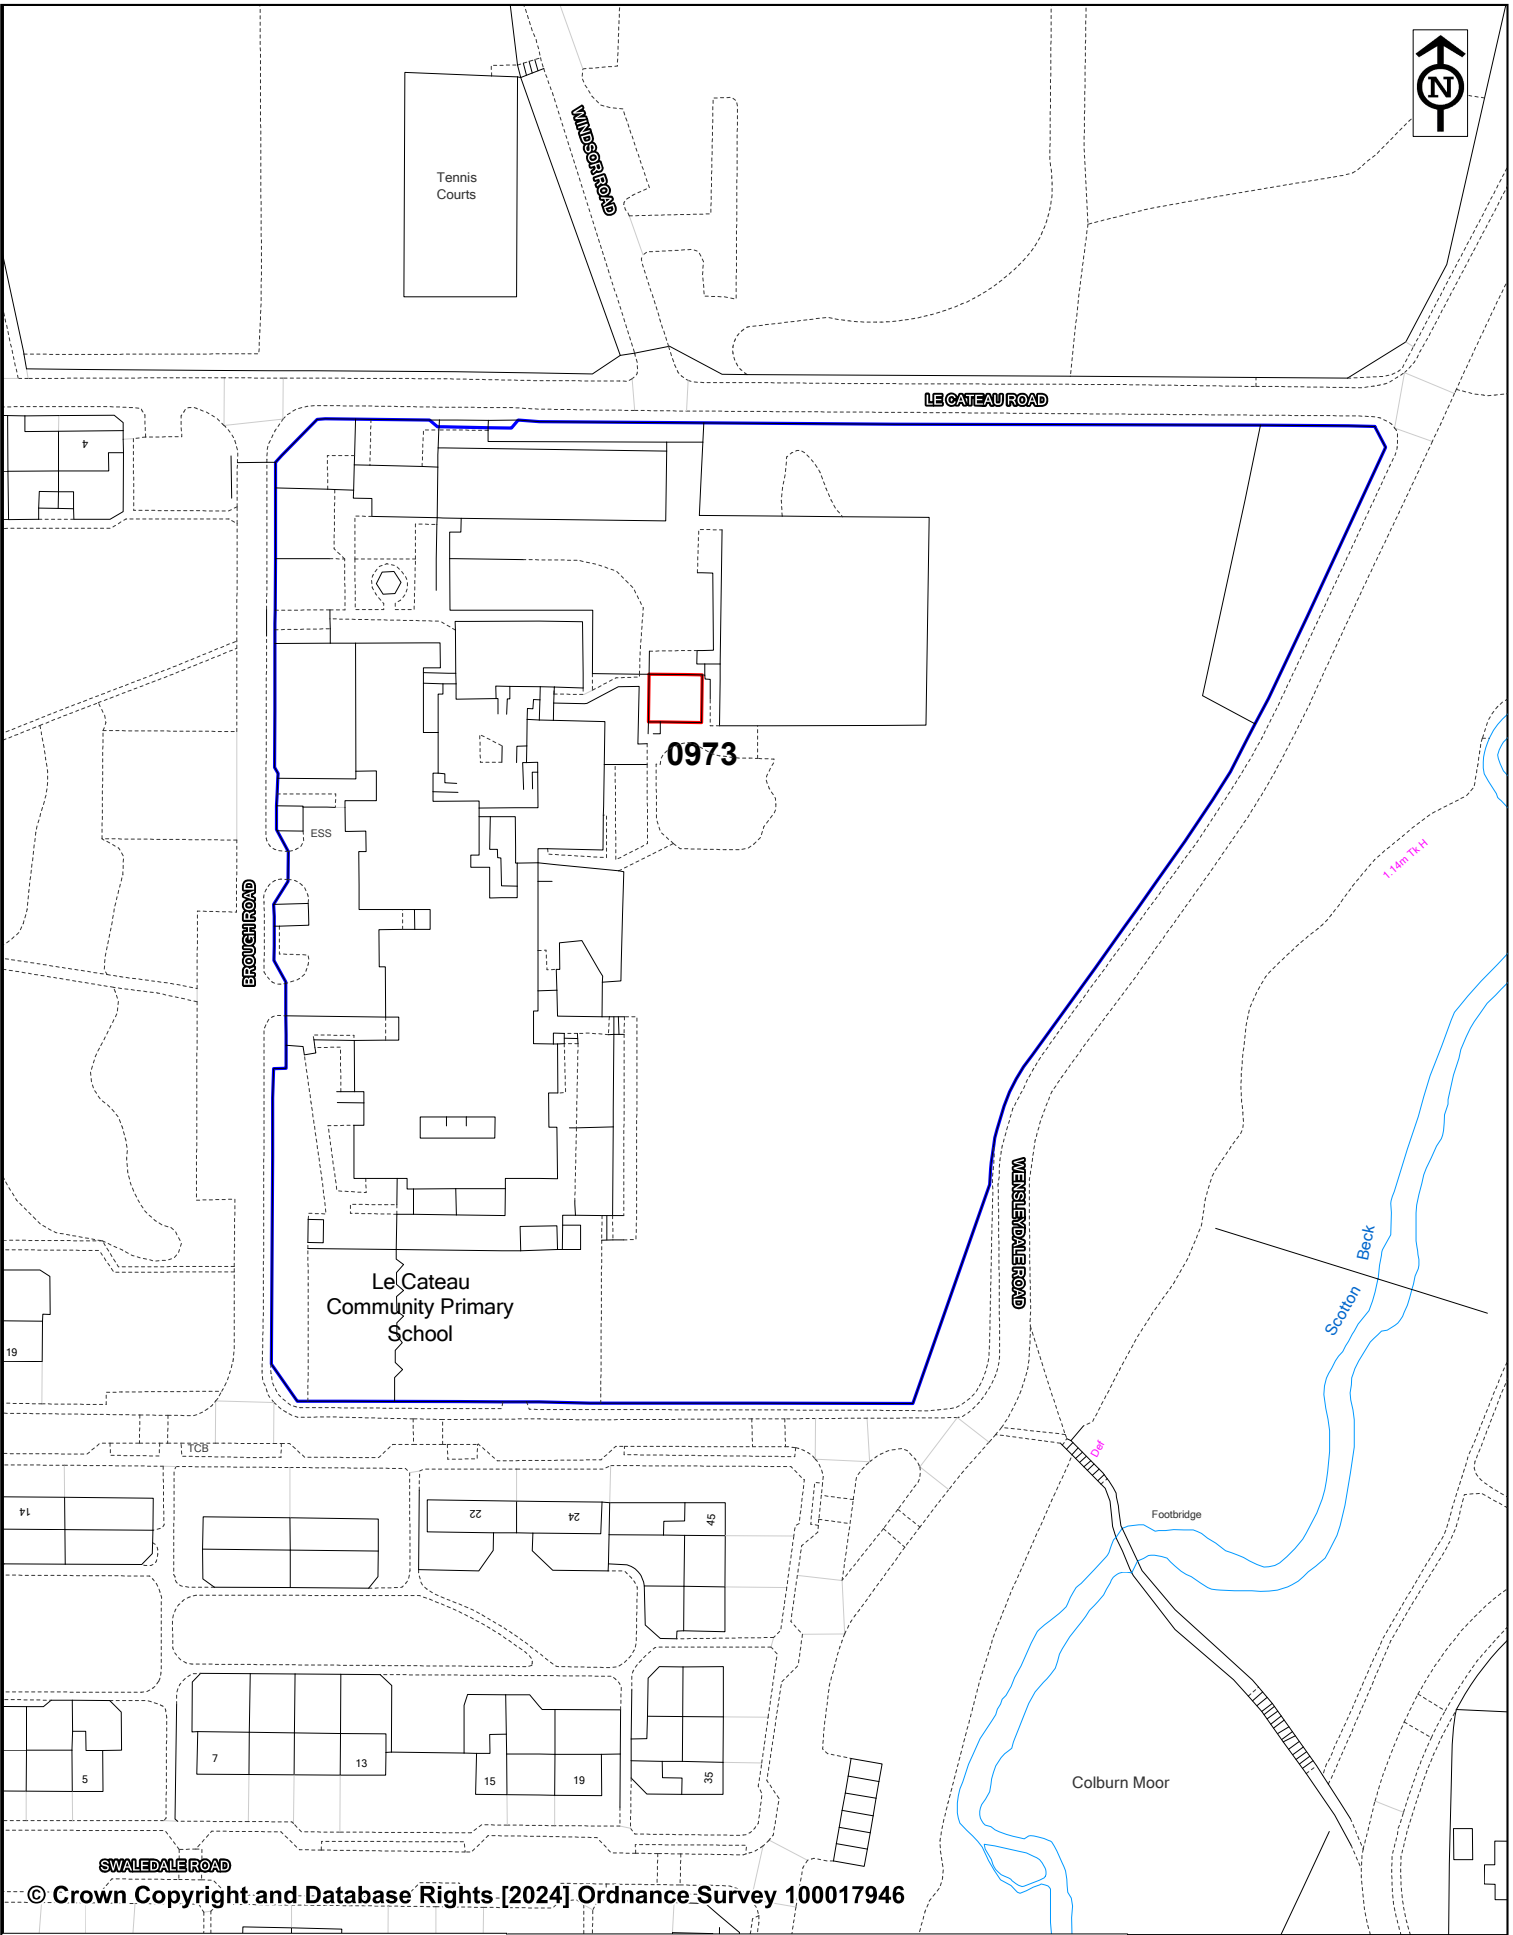 N
Tennis
Courts
WINDSOR ROAD
LE CATEAU ROAD
4
0973
ESS
1.14m Tk H
BROUGH ROAD
WENSLEYDALE ROAD
Scotton Beck
Le Cateau
Community Primary
School
19
TCB
Def
14
22
24
45
Footbridge
7
13
5
15
19
35
Colburn Moor
SWALEDALE ROAD
© Crown Copyright and Database Rights [2024] Ordnance Survey 100017946